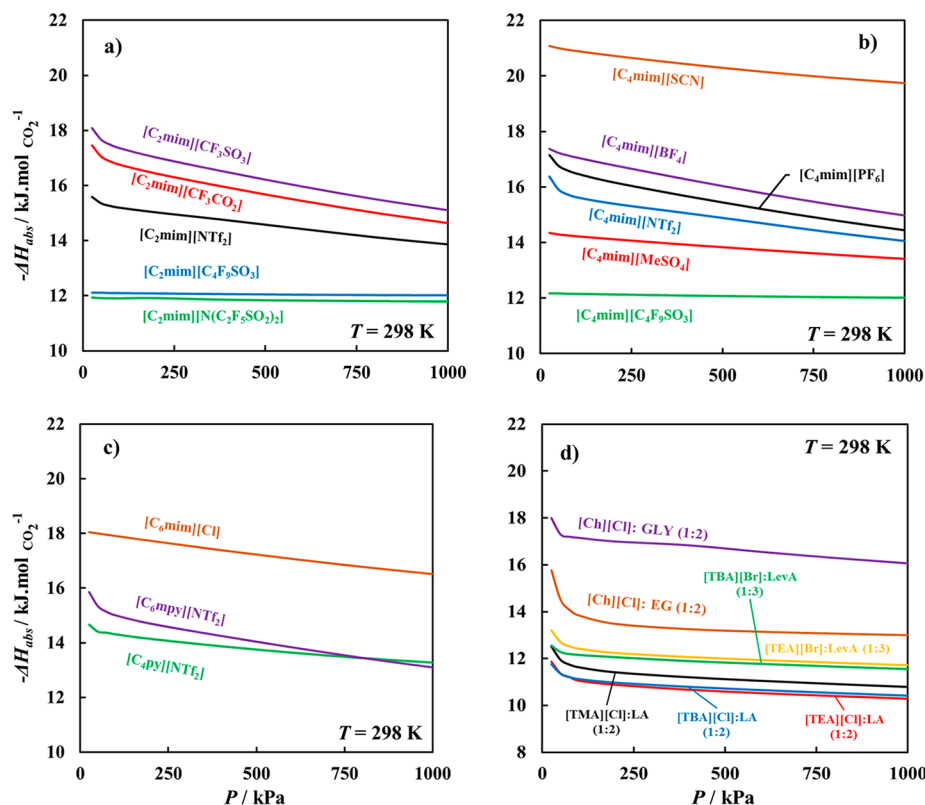 a)
22
20
18
16
14
12
10
[C₂mim][CF₃SO₃]
[C₂mim][CF₃CO₂]
[C₂mim][NTf₂]
[C₂mim][C₄F₉SO₃]
[C₂mim][N(C₂F₅SO₂)₂]
T = 298 K
0
250
500
750
1000
-ΔH_abs / kJ.mol CO₂⁻¹
b)
22
20
18
16
14
12
10
[C₄mim][SCN]
[C₄mim][BF₄]
[C₄mim][PF₆]
[C₄mim][NTf₂]
[C₄mim][MeSO₄]
[C₄mim][C₄F₉SO₃]
T = 298 K
0
250
500
750
1000
c)
22
20
18
16
14
12
10
[C₆mim][Cl]
[C₆mpy][NTf₂]
[C₄py][NTf₂]
T = 298 K
0
250
500
750
1000
P / kPa
-ΔH_abs / kJ.mol CO₂⁻¹
d)
T = 298 K
22
20
18
16
14
12
10
8
[Ch][Cl]: GLY (1:2)
[TBA][Br]:LevA
(1:3)
[Ch][Cl]: EG (1:2)
[TEA][Br]:LevA (1:3)
[TMA][Cl]:LA
(1:2)
[TBA][Cl]:LA
(1:2)
[TEA][Cl]:LA
(1:2)
0
250
500
750
1000
P / kPa